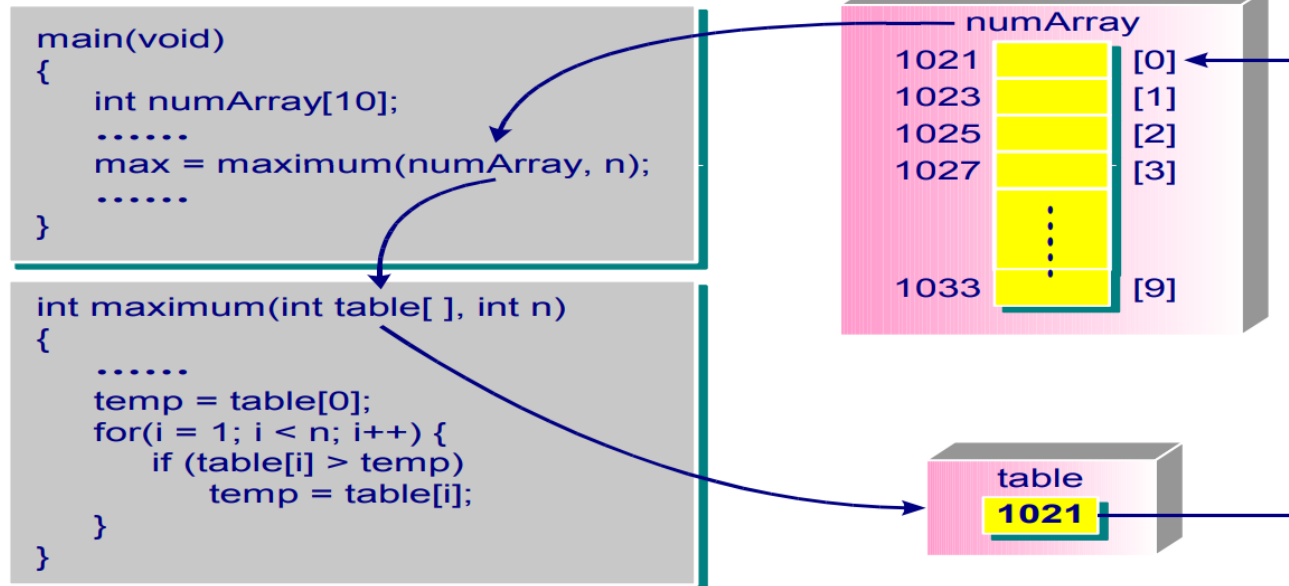 main(void)
{
int numArray[10];
......
max = maximum(numArray, n);
......
}
int maximum(int table[ ], int n)
{
......
temp = table[0];
for(i = 1; i < n; i++) {
if (table[i] > temp)
temp = table[i];
}
}
numArray
1021 [0]
1023 [1]
1025 [2]
1027 [3]
1033 [9]
table
1021